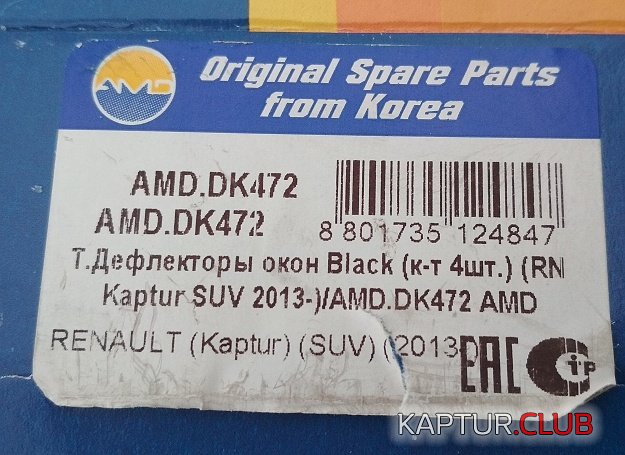 AMD
Original Spare Parts
from Korea
AMD.DK472
AMD.DK472
8 801735 124847
Т.Дефлекторы окон Black (к-т 4шт.) (RN
Kaptur SUV 2013-)/AMD.DK472 AMD
RENAULT (Kaptur) (SUV) (2013
EAC
KAPTUR.CLUB